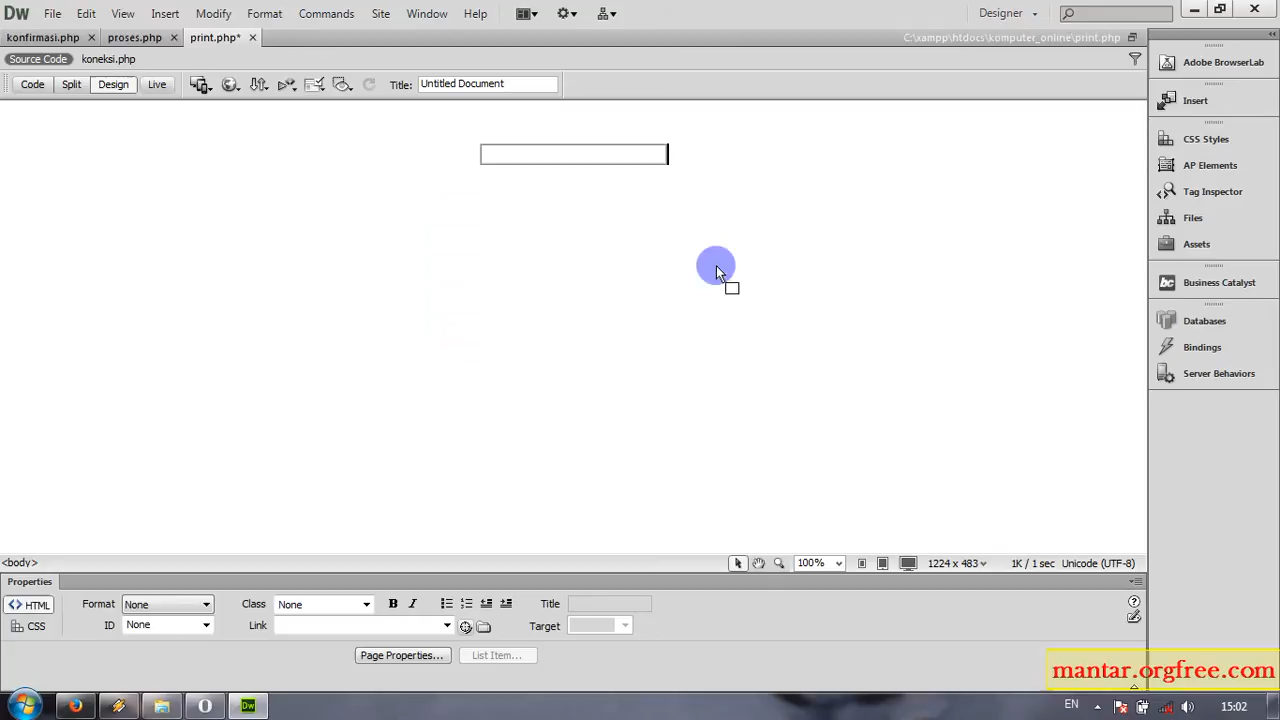 Dw File Edit View Insert Modify Format Commands Site Window Help Designer
konfirmasi.php proses.php print.php* C:\xampp\htdocs\komputer_online\print.php
Source Code koneksi.php
Code Split Design Live Title: Untitled Document
Adobe BrowserLab
Insert
CSS Styles
AP Elements
Tag Inspector
Files
Assets
bc Business Catalyst
Databases
Bindings
Server Behaviors
<body> 100% 1224 x 483 1K / 1 sec Unicode (UTF-8)
Properties
<> HTML Format None Class None B I Title
CSS ID None Link Target
Page Properties... List Item...
mantar.orgfree.com
Dw EN 15:02